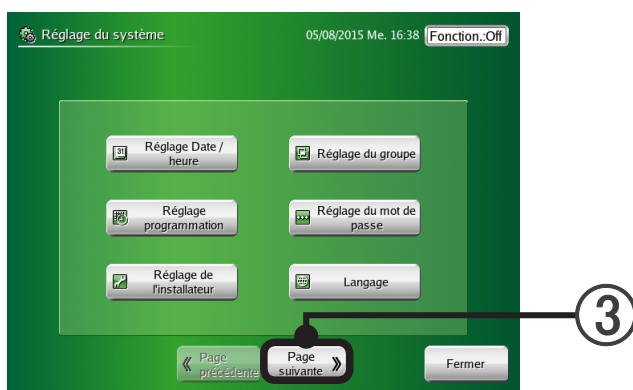 Réglage du système
05/08/2015 Me. 16:38 Fonction.:Off
31
Réglage Date /
heure
Réglage du groupe
Réglage
programmation
Réglage du mot de
passe
Réglage de
l'installateur
Langage
Page
précédente
Page
suivante
Fermer
3